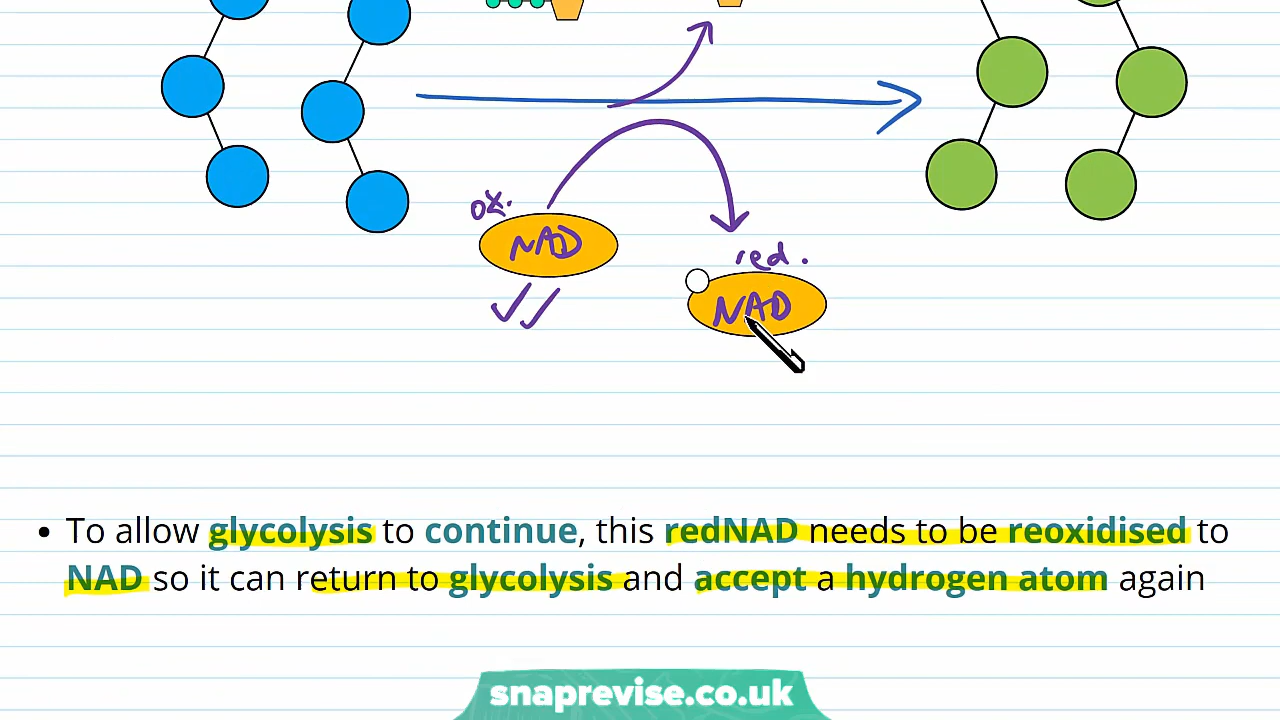 ox.
NAD
red.
NAD
• To allow glycolysis to continue, this redNAD needs to be reoxidised to
NAD so it can return to glycolysis and accept a hydrogen atom again
snaprevise.co.uk